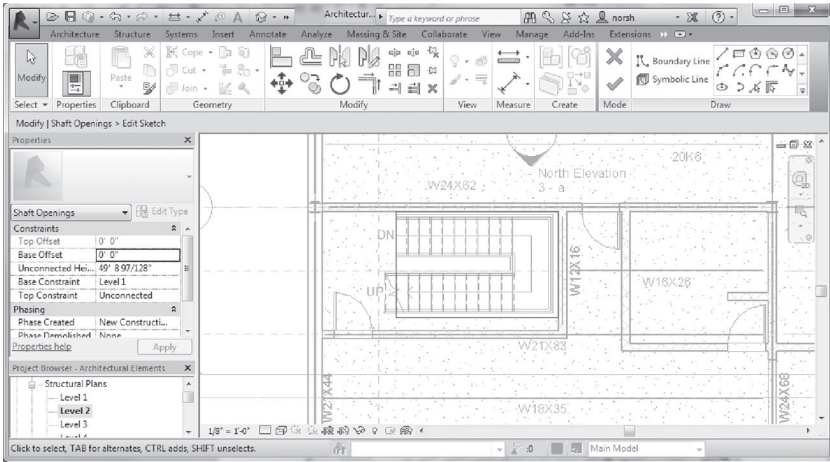 Architectur...
Type a keyword or phrase
norsh
Architecture Structure Systems Insert Annotate Analyze Massing & Site Collaborate View Manage Add-Ins Extensions
Modify
Paste
Cope
Cut
Join
Boundary Line
Symbolic Line
Select Properties Clipboard Geometry Modify View Measure Create Mode Draw
Modify | Shaft Openings > Edit Sketch
Properties
Shaft Openings
Edit Type
Constraints
Top Offset 0' 0"
Base Offset 0' 0"
Unconnected Hei... 49' 8 97/128"
Base Constraint Level 1
Top Constraint Unconnected
Phasing
Phase Created New Constructi...
Phase Demolished None
Properties help
Apply
Project Browser - Architectural Elements
Structural Plans
Level 1
Level 2
Level 3
Level 4
North Elevation
3 - a
20K6
W24X62
DN
UP
W12X16
W16X26
W21X83
W21X44
W18X35
W24X68
1/8" = 1'-0"
Click to select, TAB for alternates, CTRL adds, SHIFT unselects.
:0
Main Model